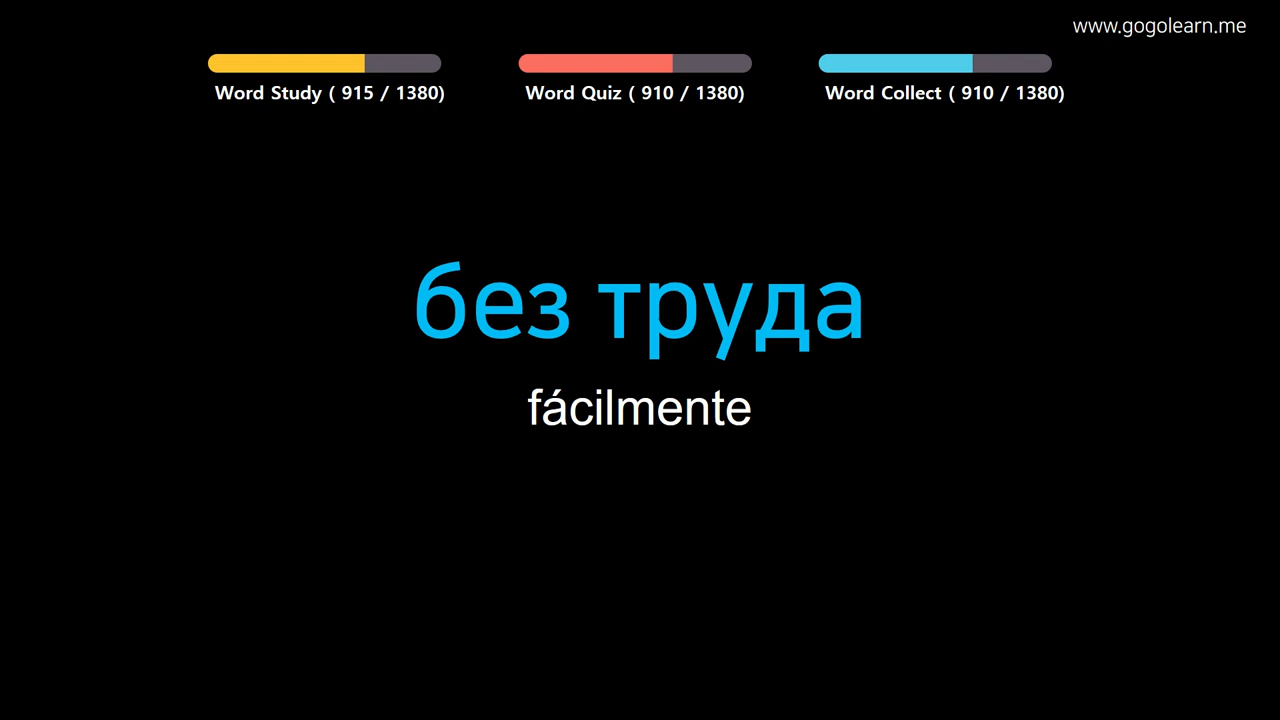 www.gogolearn.me
Word Study ( 915 / 1380)
Word Quiz ( 910 / 1380)
Word Collect ( 910 / 1380)
без труда
fácilmente